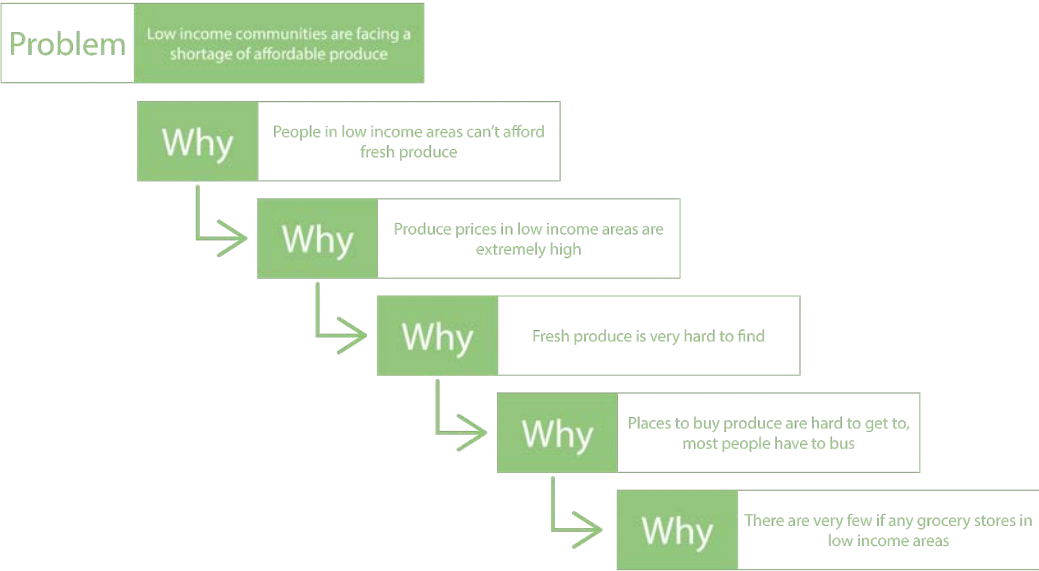 Problem
Low income communities are facing a
shortage of affordable produce
Why
People in low income areas can’t afford
fresh produce
Why
Produce prices in low income areas are
extremely high
Why
Fresh produce is very hard to find
Why
Places to buy produce are hard to get to,
most people have to bus
Why
There are very few if any grocery stores in
low income areas